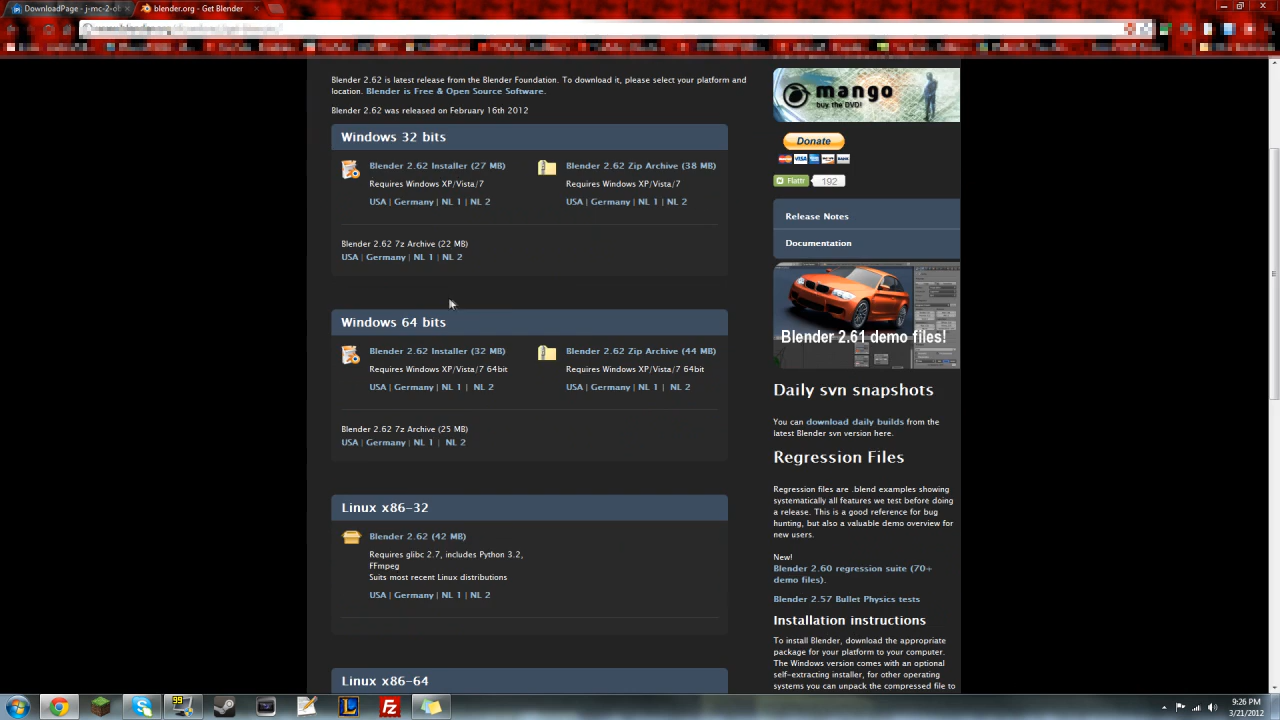 DownloadPage - j-mc-2-ob
blender.org - Get Blender
Blender 2.62 is latest release from the Blender Foundation. To download it, please select your platform and
location. Blender is Free & Open Source Software.
Blender 2.62 was released on February 16th 2012
Windows 32 bits
Blender 2.62 Installer (27 MB)
Requires Windows XP/Vista/7
USA | Germany | NL 1 | NL 2
Blender 2.62 Zip Archive (38 MB)
Requires Windows XP/Vista/7
USA | Germany | NL 1 | NL 2
Blender 2.62 7z Archive (22 MB)
USA | Germany | NL 1 | NL 2
Windows 64 bits
Blender 2.62 Installer (32 MB)
Requires Windows XP/Vista/7 64bit
USA | Germany | NL 1 | NL 2
Blender 2.62 Zip Archive (44 MB)
Requires Windows XP/Vista/7 64bit
USA | Germany | NL 1 | NL 2
Blender 2.62 7z Archive (25 MB)
USA | Germany | NL 1 | NL 2
Linux x86-32
Blender 2.62 (42 MB)
Requires glibc 2.7, includes Python 3.2,
FFmpeg
Suits most recent Linux distributions
USA | Germany | NL 1 | NL 2
Linux x86-64
mango
buy the DVD!
Donate
VISA
BANK
Flattr 192
Release Notes
Documentation
Blender 2.61 demo files!
Daily svn snapshots
You can download daily builds from the
latest Blender svn version here.
Regression Files
Regression files are .blend examples showing
systematically all features we test before doing
a release. This is a good reference for bug
hunting, but also a valuable demo overview for
new users.
New!
Blender 2.60 regression suite (70+
demo files).
Blender 2.57 Bullet Physics tests
Installation instructions
To install Blender, download the appropriate
package for your platform to your computer.
The Windows version comes with an optional
self-extracting installer, for other operating
systems you can unpack the compressed file to
99
9:26 PM
3/21/2012